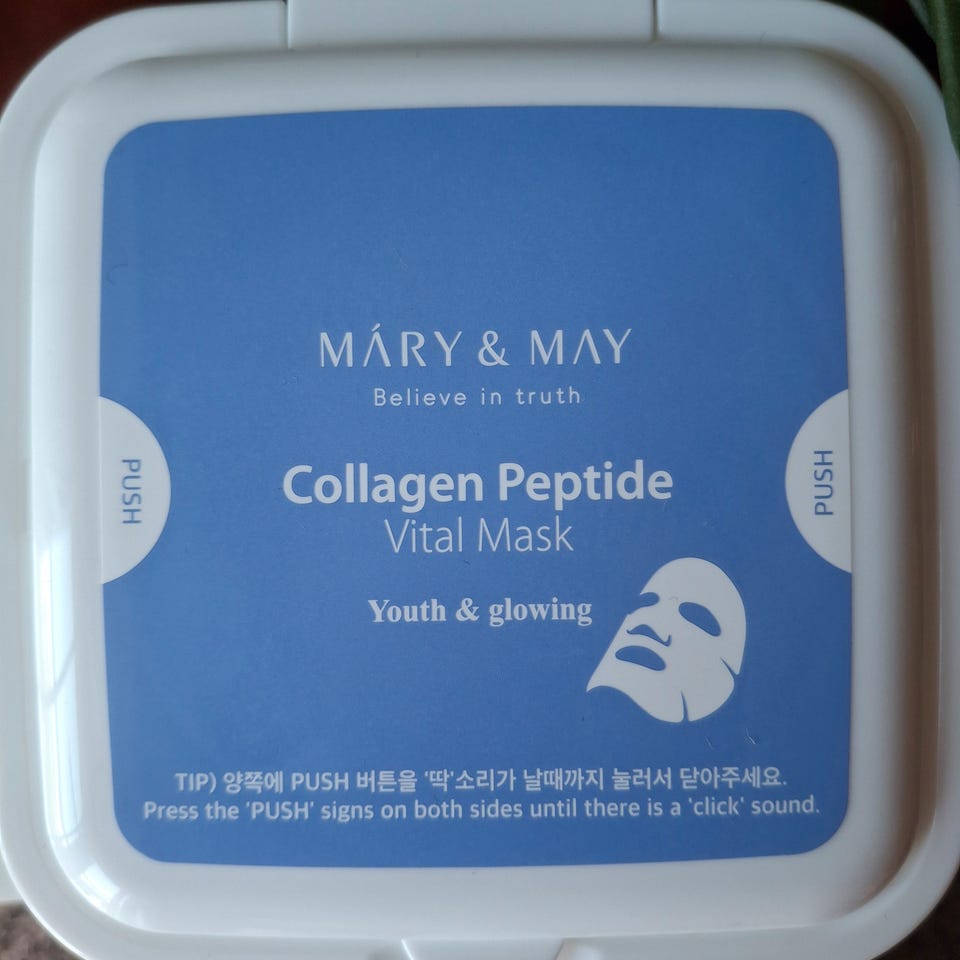 MÁRY & MAY
Believe in truth
PUSH
PUSH
Collagen Peptide
Vital Mask
Youth & glowing
TIP) 양쪽에 PUSH 버튼을 '딱'소리가 날때까지 눌러서 닫아주세요.
Press the 'PUSH' signs on both sides until there is a 'click' sound.